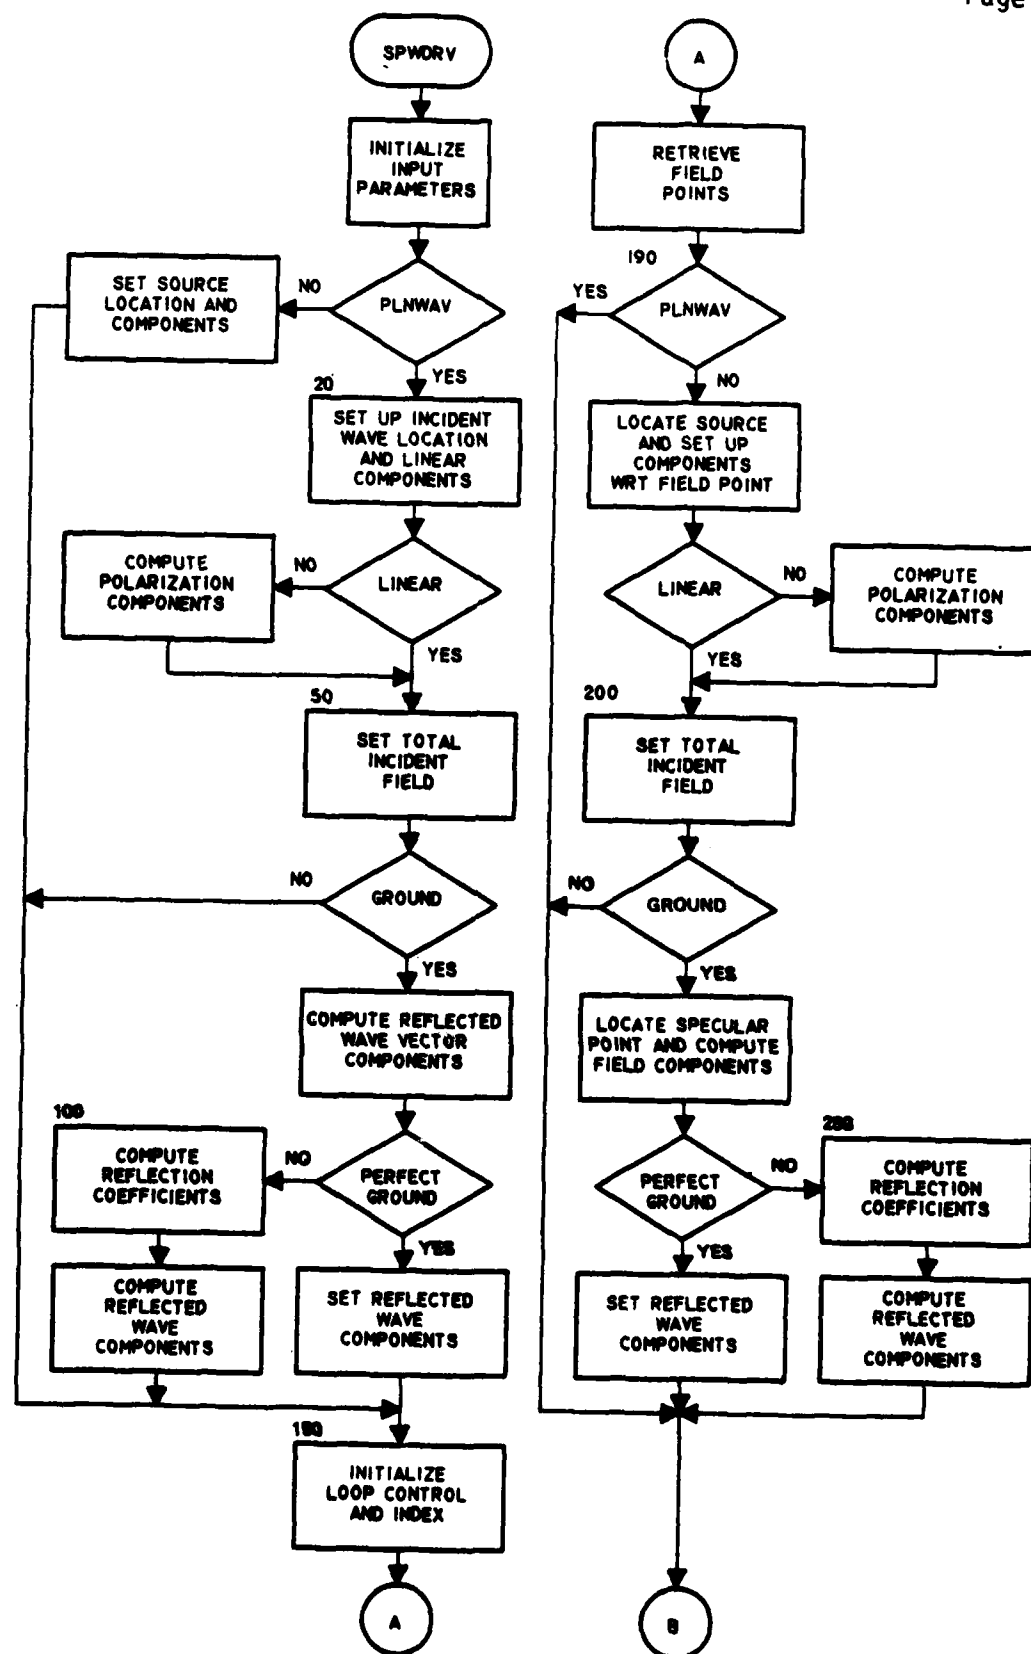 Page
SPWDRV
INITIALIZE
INPUT
PARAMETERS
PLNWAV
NO
SET SOURCE
LOCATION AND
COMPONENTS
YES
20
SET UP INCIDENT
WAVE LOCATION
AND LINEAR
COMPONENTS
LINEAR
NO
COMPUTE
POLARIZATION
COMPONENTS
YES
50
SET TOTAL
INCIDENT
FIELD
GROUND
NO
YES
COMPUTE REFLECTED
WAVE VECTOR
COMPONENTS
PERFECT
GROUND
NO
100
COMPUTE
REFLECTION
COEFFICIENTS
COMPUTE
REFLECTED
WAVE
COMPONENTS
YES
SET REFLECTED
WAVE
COMPONENTS
INITIALIZE
LOOP CONTROL
AND INDEX
A
A
RETRIEVE
FIELD
POINTS
190
PLNWAV
YES
NO
LOCATE SOURCE
AND SET UP
COMPONENTS
WRT FIELD POINT
LINEAR
NO
COMPUTE
POLARIZATION
COMPONENTS
YES
200
SET TOTAL
INCIDENT
FIELD
GROUND
NO
YES
LOCATE SPECULAR
POINT AND COMPUTE
FIELD COMPONENTS
PERFECT
GROUND
NO
COMPUTE
REFLECTION
COEFFICIENTS
COMPUTE
REFLECTED
WAVE
COMPONENTS
YES
SET REFLECTED
WAVE
COMPONENTS
B